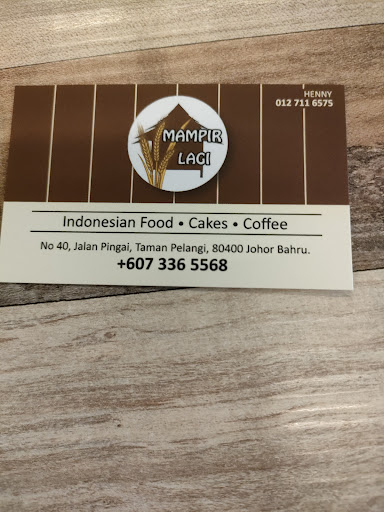 HENNY
012 711 6575
MAMPIR
LAGI
Indonesian Food • Cakes • Coffee
No 40, Jalan Pingai, Taman Pelangi, 80400 Johor Bahru.
+607 336 5568